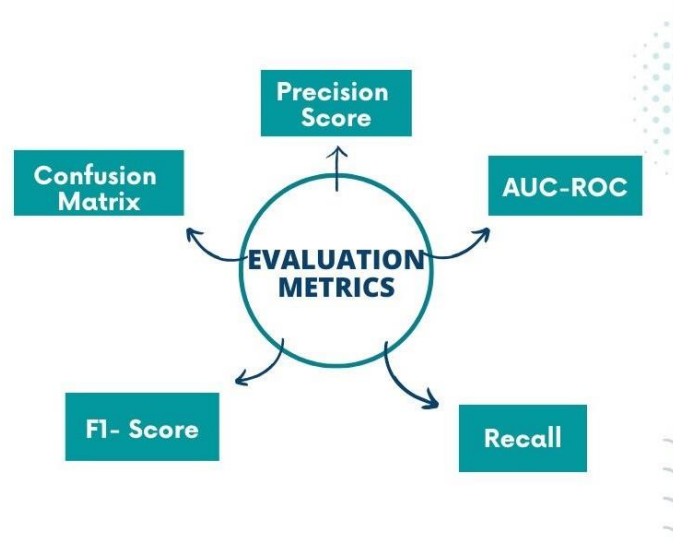 Precision
Score
Confusion
Matrix
AUC-ROC
EVALUATION
METRICS
F1- Score
Recall